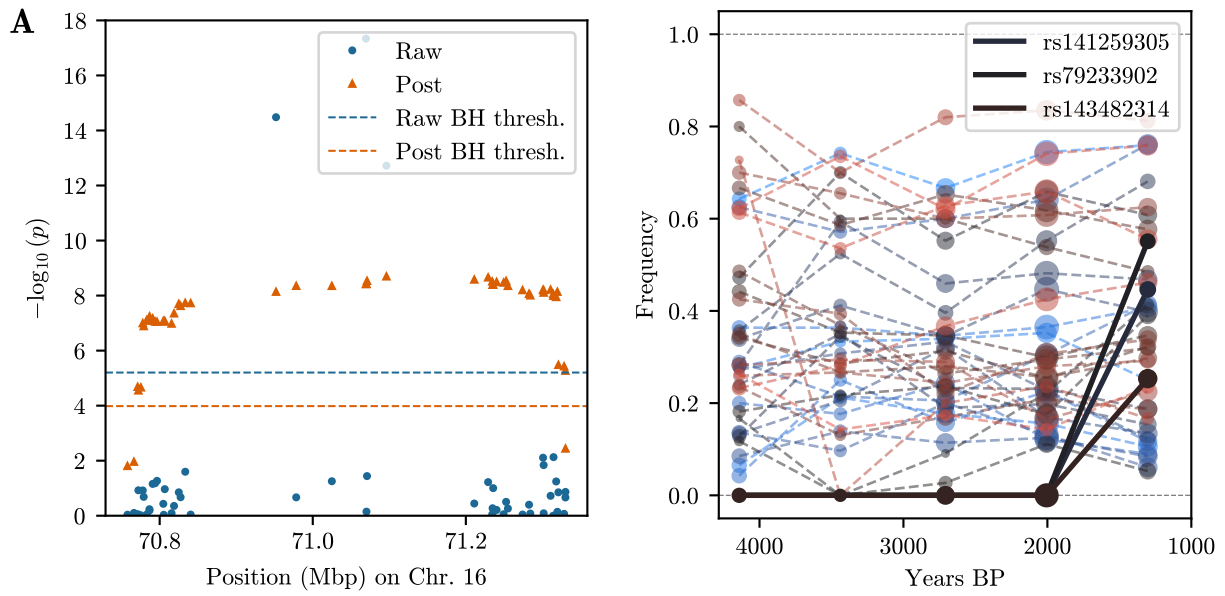 A
18
16
14
12
10
8
6
4
2
0
−log₁₀ (p)
Raw
Post
Raw BH thresh.
Post BH thresh.
70.8
71.0
71.2
Position (Mbp) on Chr. 16
1.0
0.8
0.6
0.4
0.2
0.0
Frequency
rs141259305
rs79233902
rs143482314
4000
3000
2000
1000
Years BP